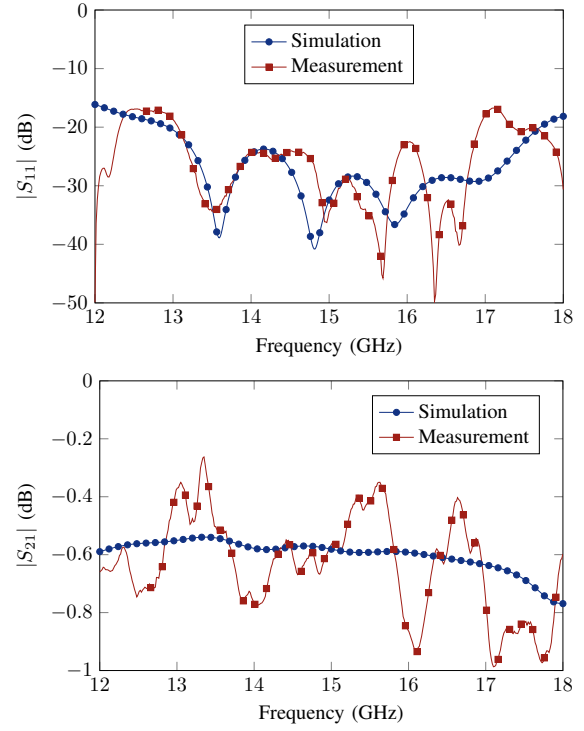 0
−10
−20
−30
−40
−50
|S₁₁| (dB)
Simulation
Measurement
12 13 14 15 16 17 18
Frequency (GHz)
0
−0.2
−0.4
−0.6
−0.8
−1
|S₂₁| (dB)
Simulation
Measurement
12 13 14 15 16 17 18
Frequency (GHz)